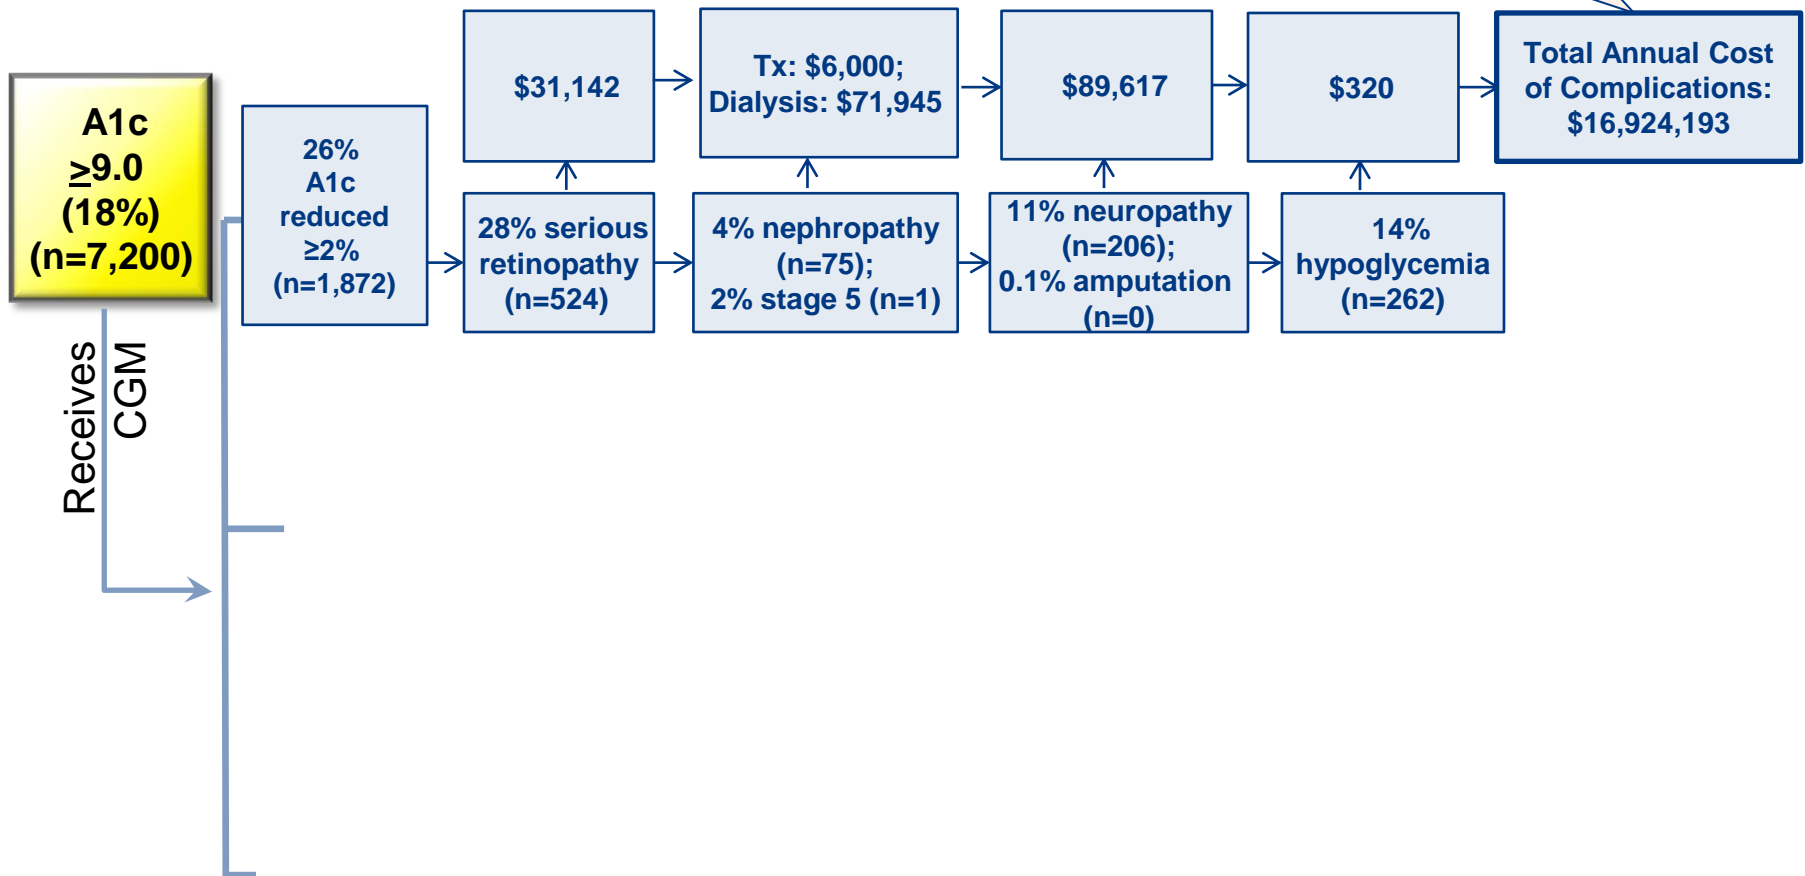 A1c
≥9.0
(18%)
(n=7,200)
Receives
CGM
26%
A1c
reduced
≥2%
(n=1,872)
$31,142
28% serious
retinopathy
(n=524)
Tx: $6,000;
Dialysis: $71,945
4% nephropathy
(n=75);
2% stage 5 (n=1)
$89,617
11% neuropathy
(n=206);
0.1% amputation
(n=0)
$320
14%
hypoglycemia
(n=262)
Total Annual Cost
of Complications:
$16,924,193